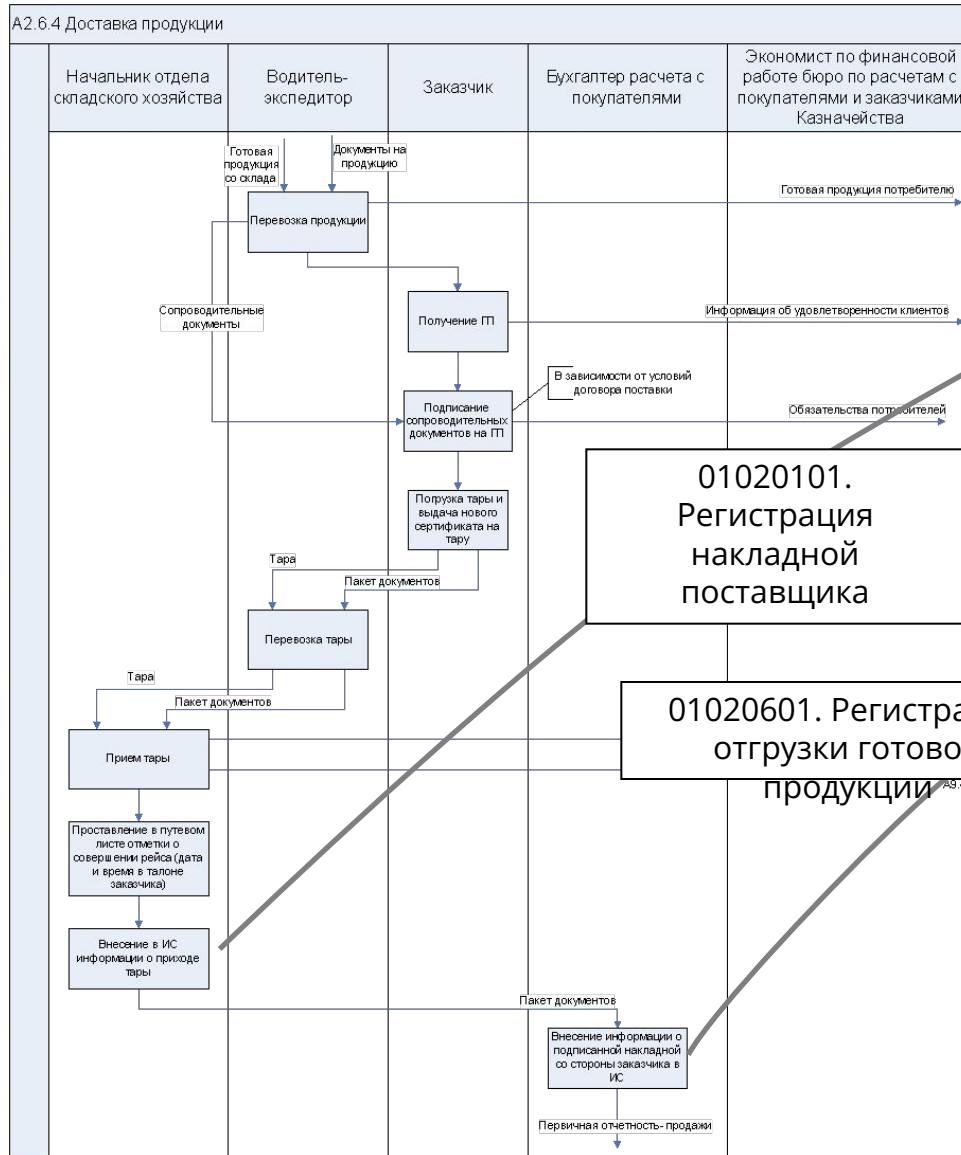 А2.6.4 Доставка продукции
Начальник отдела
складского хозяйства
Водитель-
экспедитор
Заказчик
Бухгалтер расчета с
покупателями
Экономист по финансовой
работе бюро по расчетам с
покупателями и заказчиками
Казначейства
Готовая
продукция
со склада
Документы на
продукцию
Перевозка продукции
Готовая продукция потребителю
Сопроводительные
документы
Получение ГП
Информация об удовлетворенности клиентов
В зависимости от условий
договора поставки
Подписание
сопроводительных
документов на ГП
Обязательства потребителей
01020101.
Регистрация
накладной
поставщика
Погрузка тары и
выдача нового
сертификата на
тару
Тара
Пакет документов
Перевозка тары
Тара
Пакет документов
01020601. Регистра
отгрузки готово
продукции
Прием тары
Проставление в путевом
листе отметки о
совершении рейса (дата
и время в талоне
заказчика)
Внесение в ИС
информации о приходе
тары
Пакет документов
Внесение информации о
подписанной накладной
со стороны заказчика в
ИС
Первичная отчетность- продажи